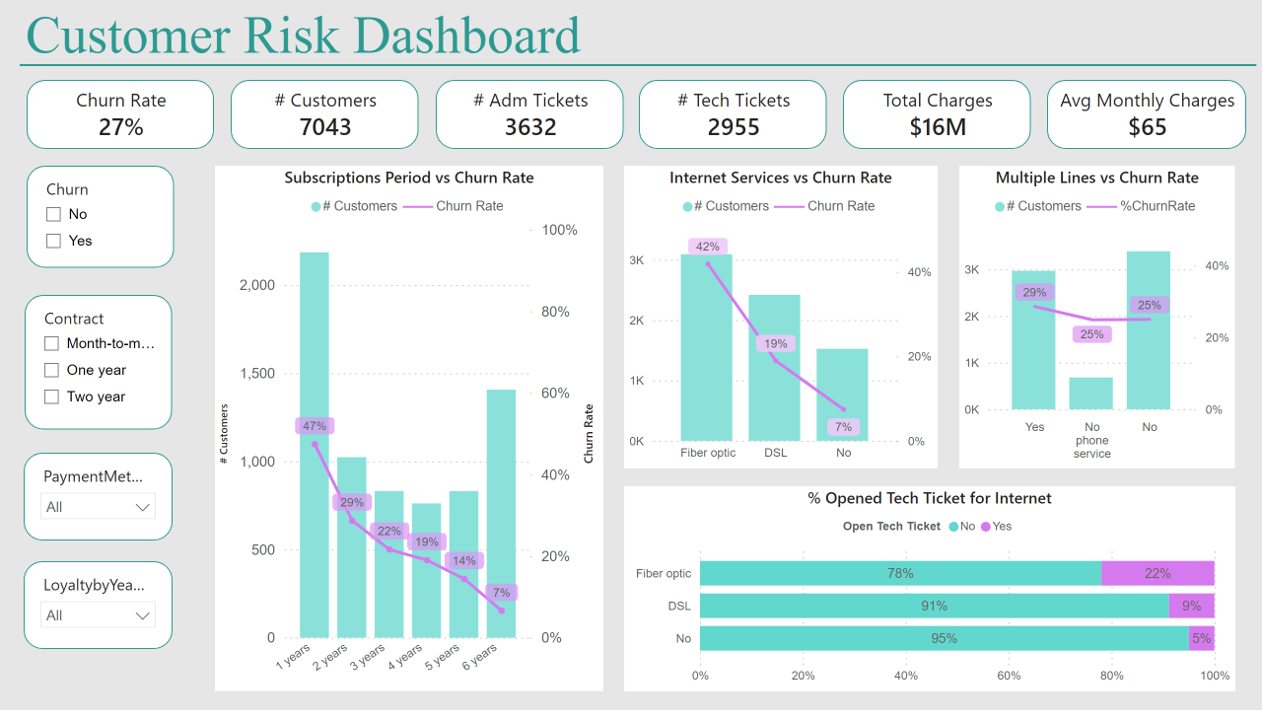 Customer Risk Dashboard
Churn Rate
27%
# Customers
7043
# Adm Tickets
3632
# Tech Tickets
2955
Total Charges
$16M
Avg Monthly Charges
$65
Churn
No
Yes
Contract
Month-to-m...
One year
Two year
PaymentMet...
All
LoyaltybyYea...
All
Subscriptions Period vs Churn Rate
# Customers Churn Rate
100%
2,000
80%
1,500
60%
47%
# Customers
Churn Rate
1,000
40%
29%
22%
19%
500
20%
14%
7%
0
0%
1 years 2 years 3 years 4 years 5 years 6 years
Internet Services vs Churn Rate
# Customers Churn Rate
42%
3K
40%
2K
19%
20%
1K
7%
0K
0%
Fiber optic DSL No
Multiple Lines vs Churn Rate
# Customers %ChurnRate
3K
40%
29%
25%
2K
25%
20%
1K
0K
0%
Yes No phone service No
% Opened Tech Ticket for Internet
Open Tech Ticket No Yes
Fiber optic 78% 22%
DSL 91% 9%
No 95% 5%
0% 20% 40% 60% 80% 100%